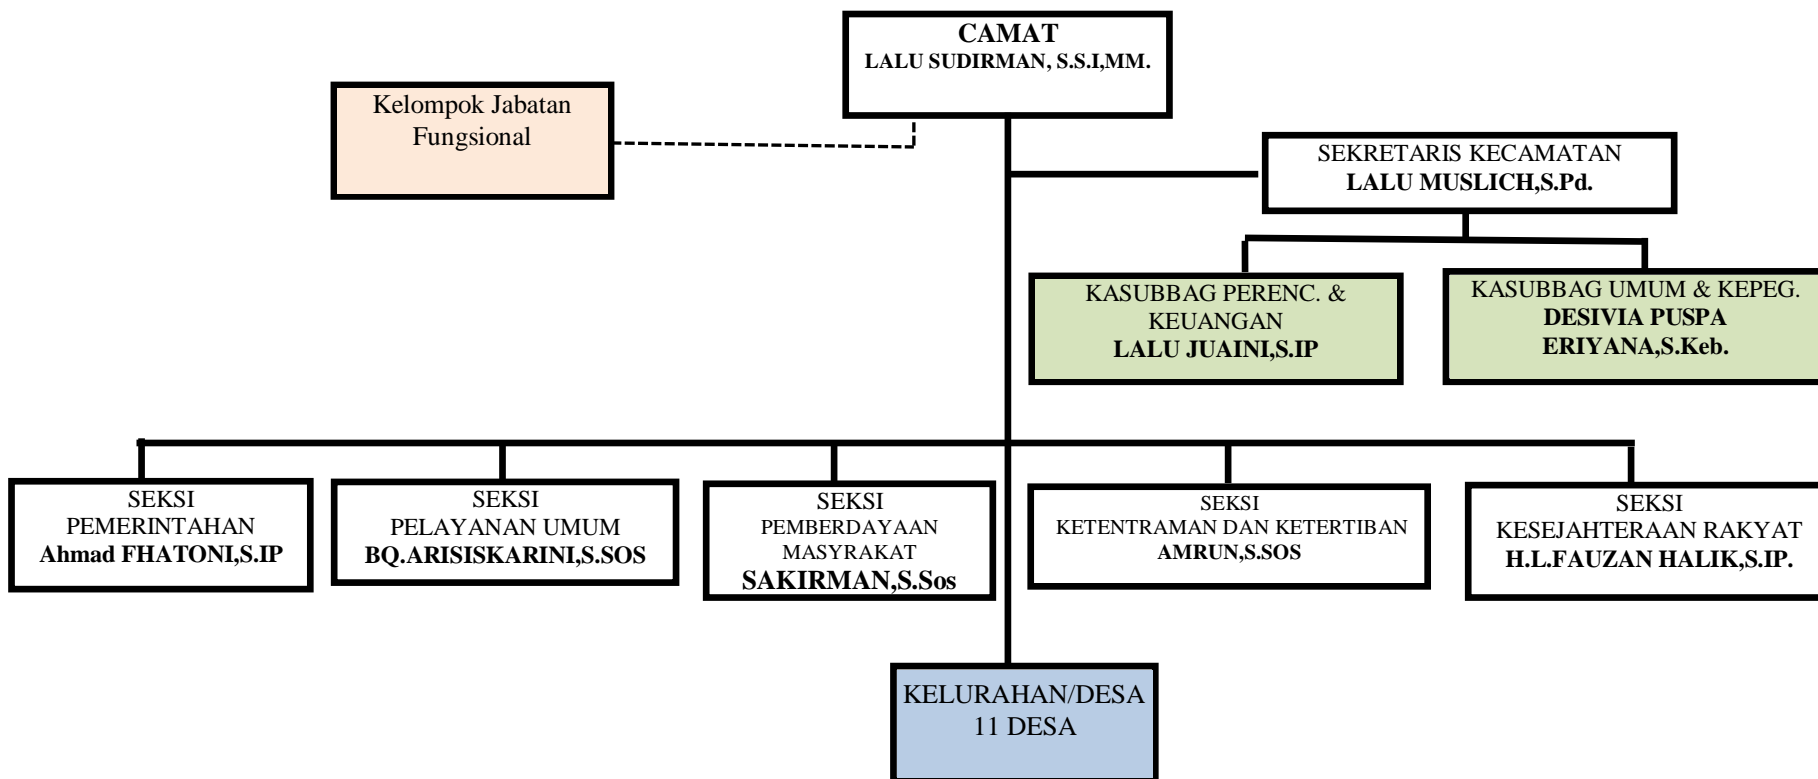 CAMAT
LALU SUDIRMAN, S.S.I,MM.
Kelompok Jabatan
Fungsional
SEKRETARIS KECAMATAN
LALU MUSLICH,S.Pd.
KASUBBAG PERENC. &
KEUANGAN
LALU JUAINI,S.IP
KASUBBAG UMUM & KEPEG.
DESIVIA PUSPA
ERIYANA,S.Keb.
SEKSI
PEMERINTAHAN
Ahmad FHATONI,S.IP
SEKSI
PELAYANAN UMUM
BQ.ARISISKARINI,S.SOS
SEKSI
PEMBERDAYAAN
MASYRAKAT
SAKIRMAN,S.Sos
SEKSI
KETENTRAMAN DAN KETERTIBAN
AMRUN,S.SOS
SEKSI
KESEJAHTERAAN RAKYAT
H.L.FAUZAN HALIK,S.IP.
KELURAHAN/DESA
11 DESA